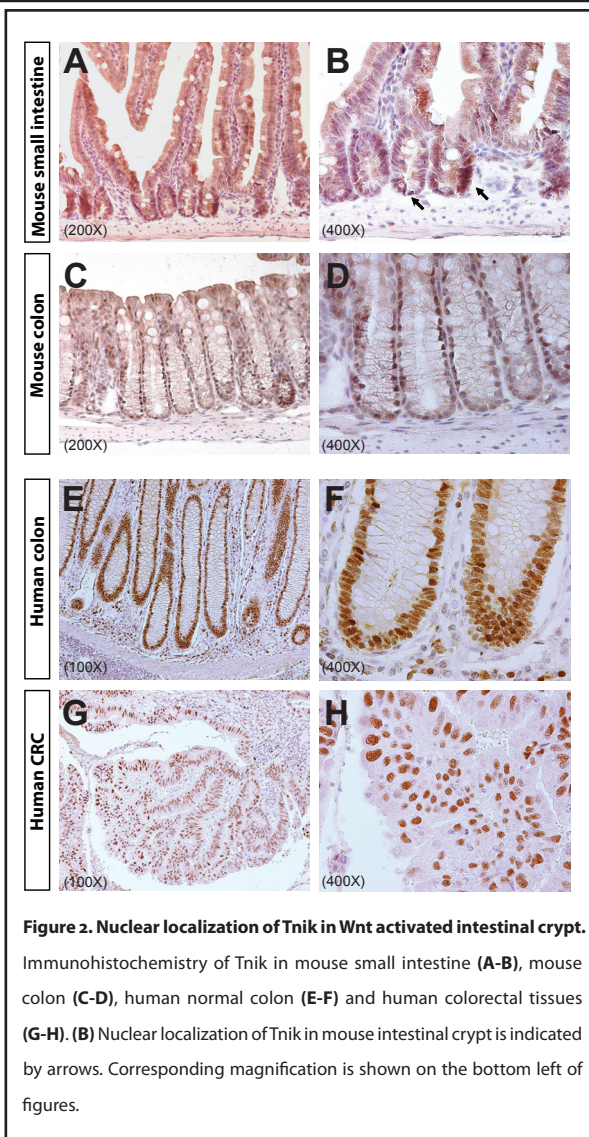 Mouse small intestine
A
(200X)
B
(400X)
Mouse colon
C
(200X)
D
(400X)
Human colon
E
(100X)
F
(400X)
Human CRC
G
(100X)
H
(400X)
Figure 2. Nuclear localization of Tnik in Wnt activated intestinal crypt.
Immunohistochemistry of Tnik in mouse small intestine (A-B), mouse
colon (C-D), human normal colon (E-F) and human colorectal tissues
(G-H). (B) Nuclear localization of Tnik in mouse intestinal crypt is indicated
by arrows. Corresponding magnification is shown on the bottom left of
figures.